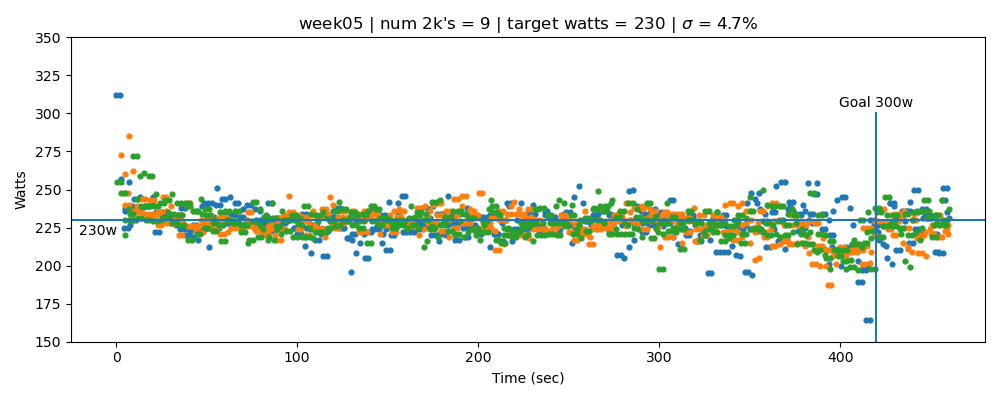 week05 | num 2k's = 9 | target watts = 230 | σ = 4.7%
350
325
300
275
250
225
200
175
150
Watts
Goal 300w
230w
0
100
200
300
400
Time (sec)